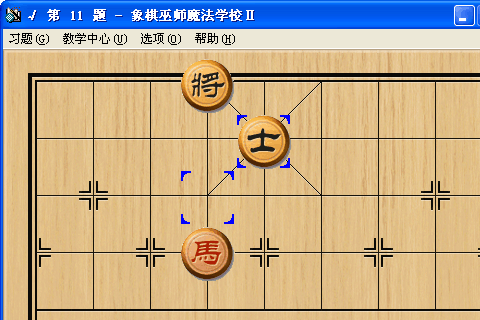 √ 第 11 题 - 象棋巫师魔法学校Ⅱ
习题(G) 教学中心(U) 选项(O) 帮助(H)
將
士
馬